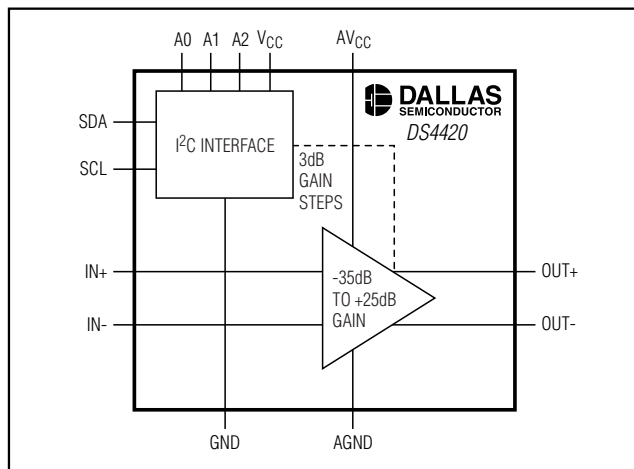 A0 A1 A2 VCC AVCC
DALLAS
SEMICONDUCTOR
DS4420
SDA
I²C INTERFACE
SCL
3dB
GAIN
STEPS
IN+
-35dB
TO +25dB
GAIN
OUT+
IN-
OUT-
GND AGND